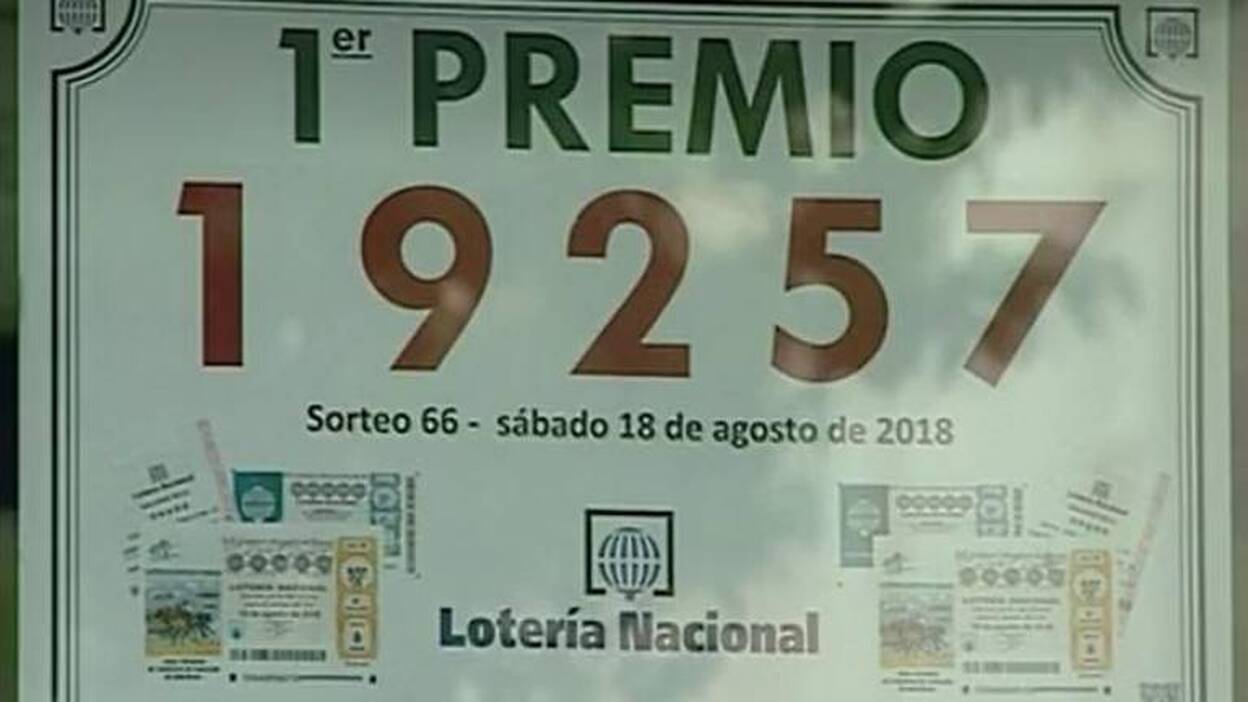 1er PREMIO
19257
Sorteo 66 - sábado 18 de agosto de 2018
Lotería Nacional